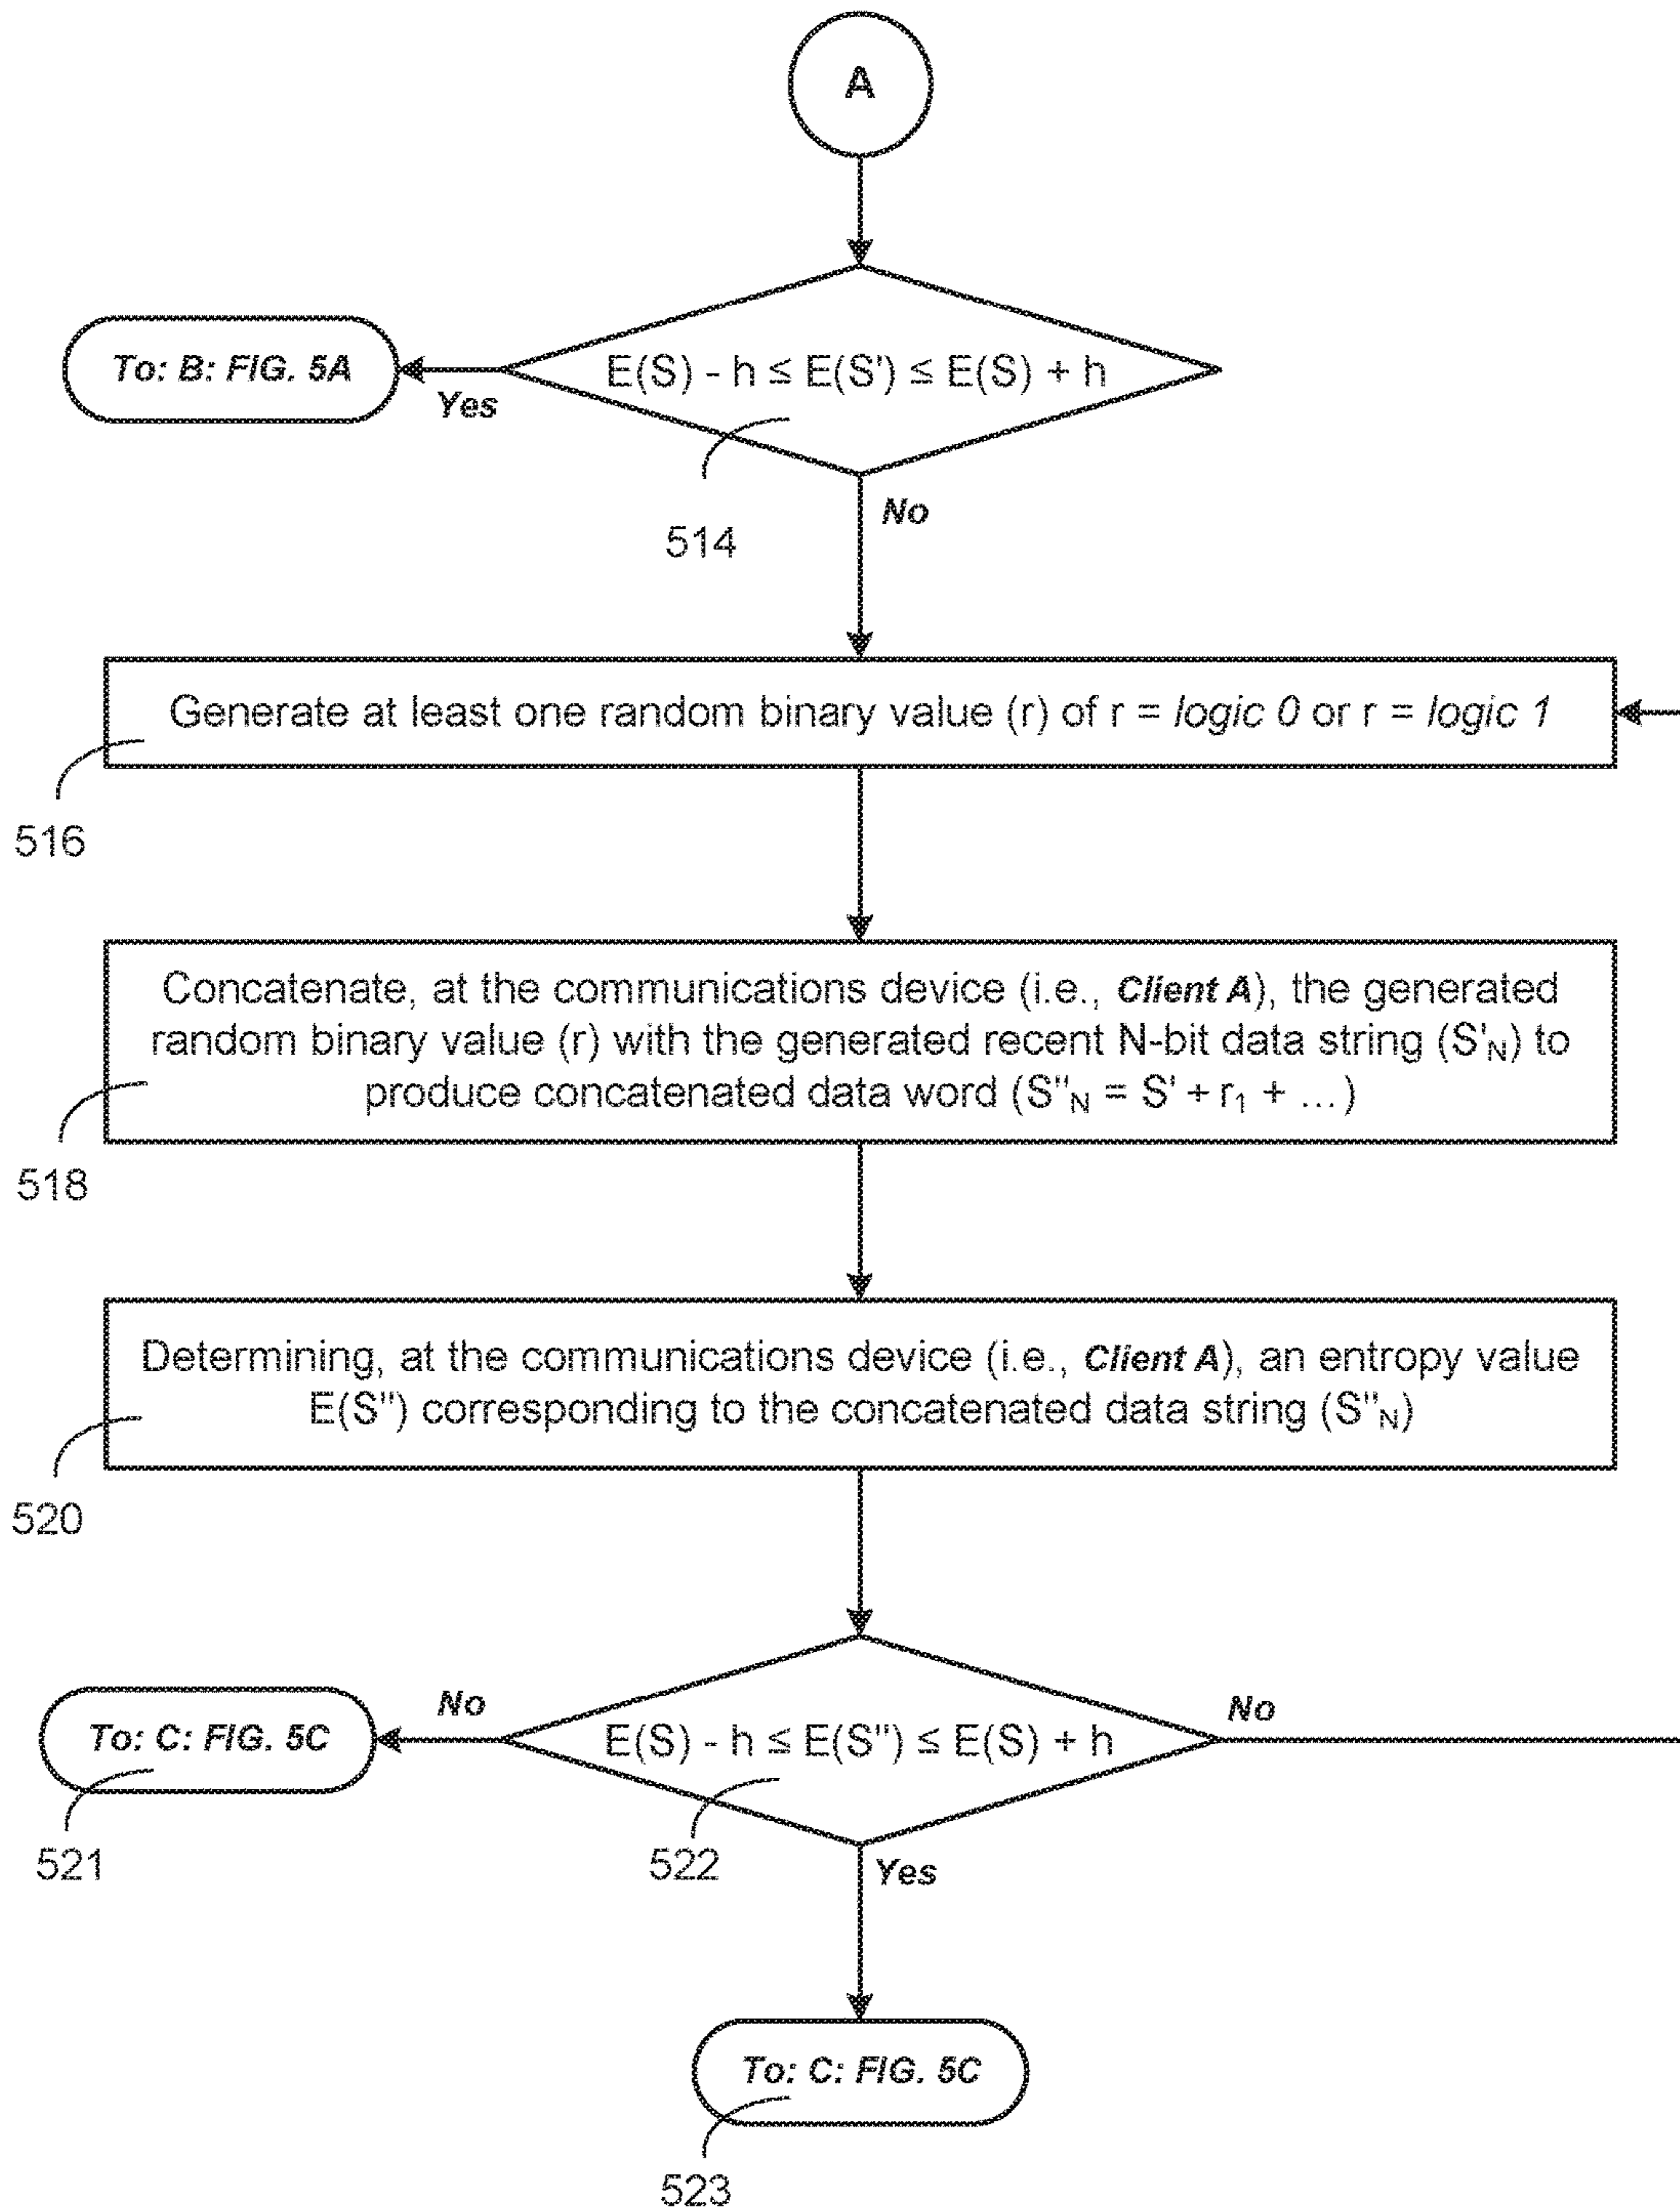 A
E(S) - h ≤ E(S') ≤ E(S) + h
To: B: FIG. 5A
Yes
No
514
Generate at least one random binary value (r) of r = logic 0 or r = logic 1
516
Concatenate, at the communications device (i.e., Client A), the generated
random binary value (r) with the generated recent N-bit data string (S'N) to
produce concatenated data word (S''N = S' + r1 + ...)
518
Determining, at the communications device (i.e., Client A), an entropy value
E(S'') corresponding to the concatenated data string (S''N)
520
No
No
To: C: FIG. 5C
E(S) - h ≤ E(S'') ≤ E(S) + h
521
522
Yes
To: C: FIG. 5C
523